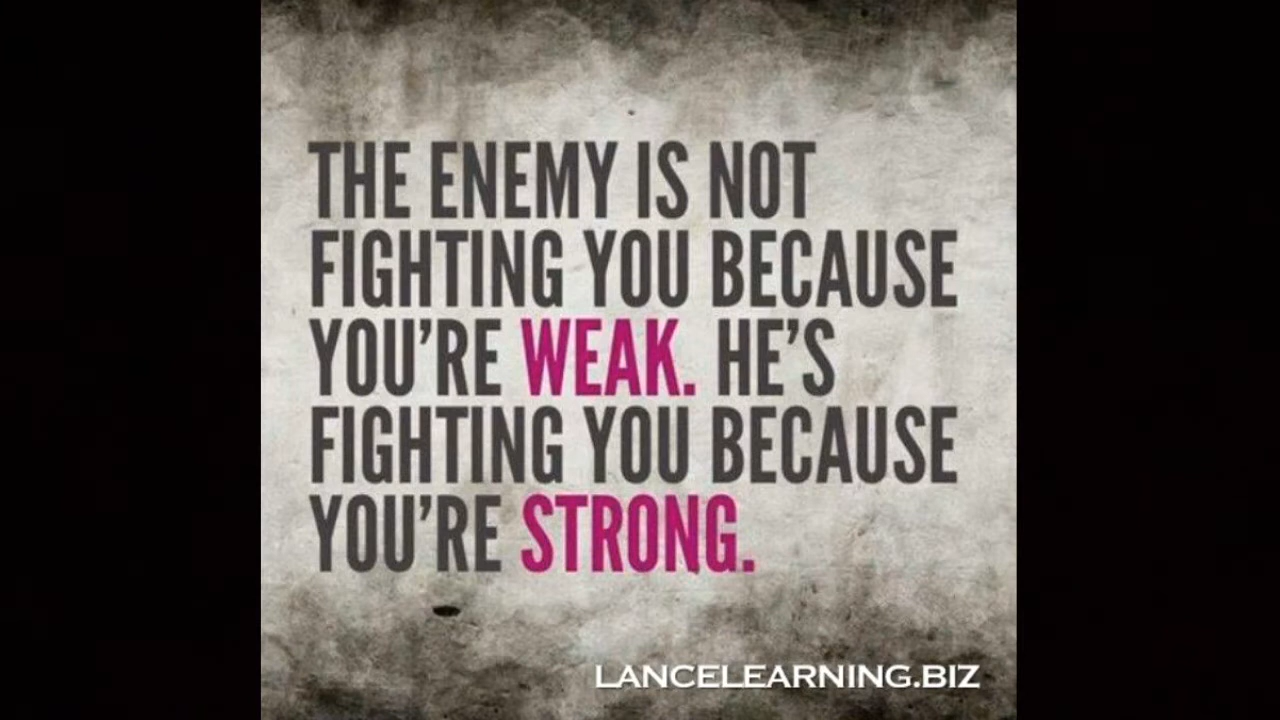 THE ENEMY IS NOT
FIGHTING YOU BECAUSE
YOU'RE WEAK. HE'S
FIGHTING YOU BECAUSE
YOU'RE STRONG.
LANCELEARNING.BIZ